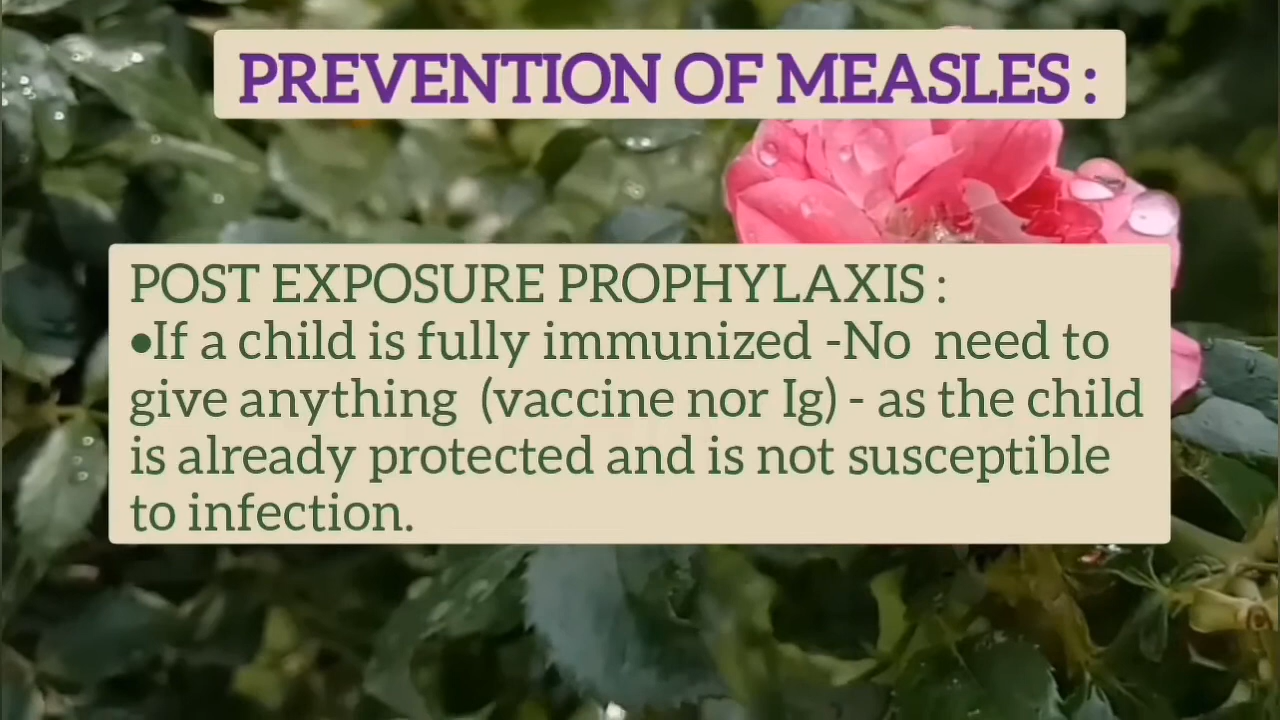 PREVENTION OF MEASLES :
POST EXPOSURE PROPHYLAXIS :
•If a child is fully immunized -No need to
give anything (vaccine nor Ig) - as the child
is already protected and is not susceptible
to infection.